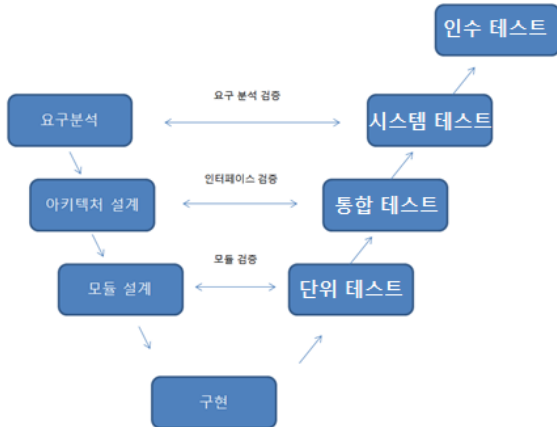 인수 테스트
요구 분석 검증
요구분석
시스템 테스트
인터페이스 검증
아키텍처 설계
통합 테스트
모듈 검증
모듈 설계
단위 테스트
구현